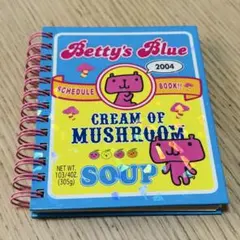 Betty's Blue
2004
SCHEDULE BOOK!!
CREAM OF
MUSHROOM
SOUP
NET WT.
10 3/4OZ.
(305g)